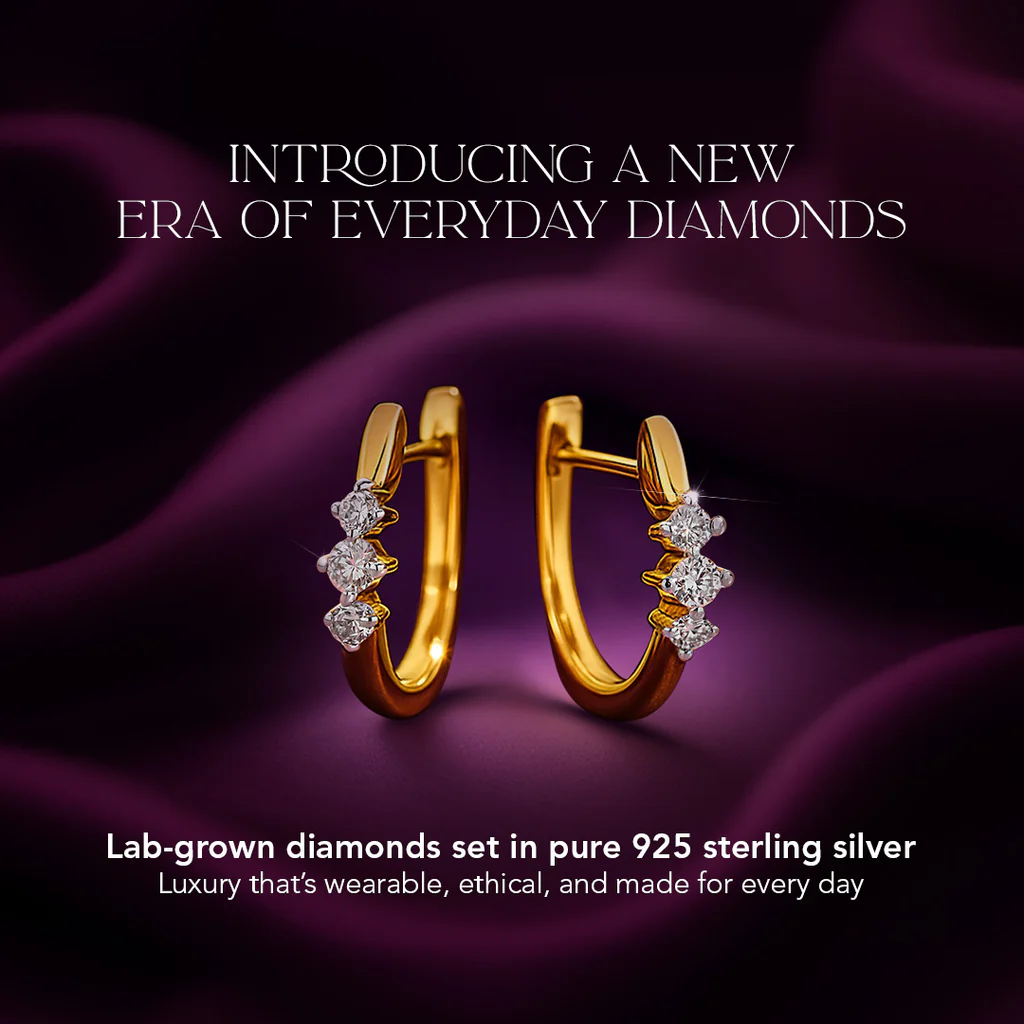 INTRODUCING A NEW
ERA OF EVERYDAY DIAMONDS
Lab-grown diamonds set in pure 925 sterling silver
Luxury that's wearable, ethical, and made for every day